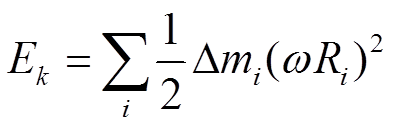 E_k = \sum_i \frac{1}{2} \Delta m_i (\omega R_i)^2